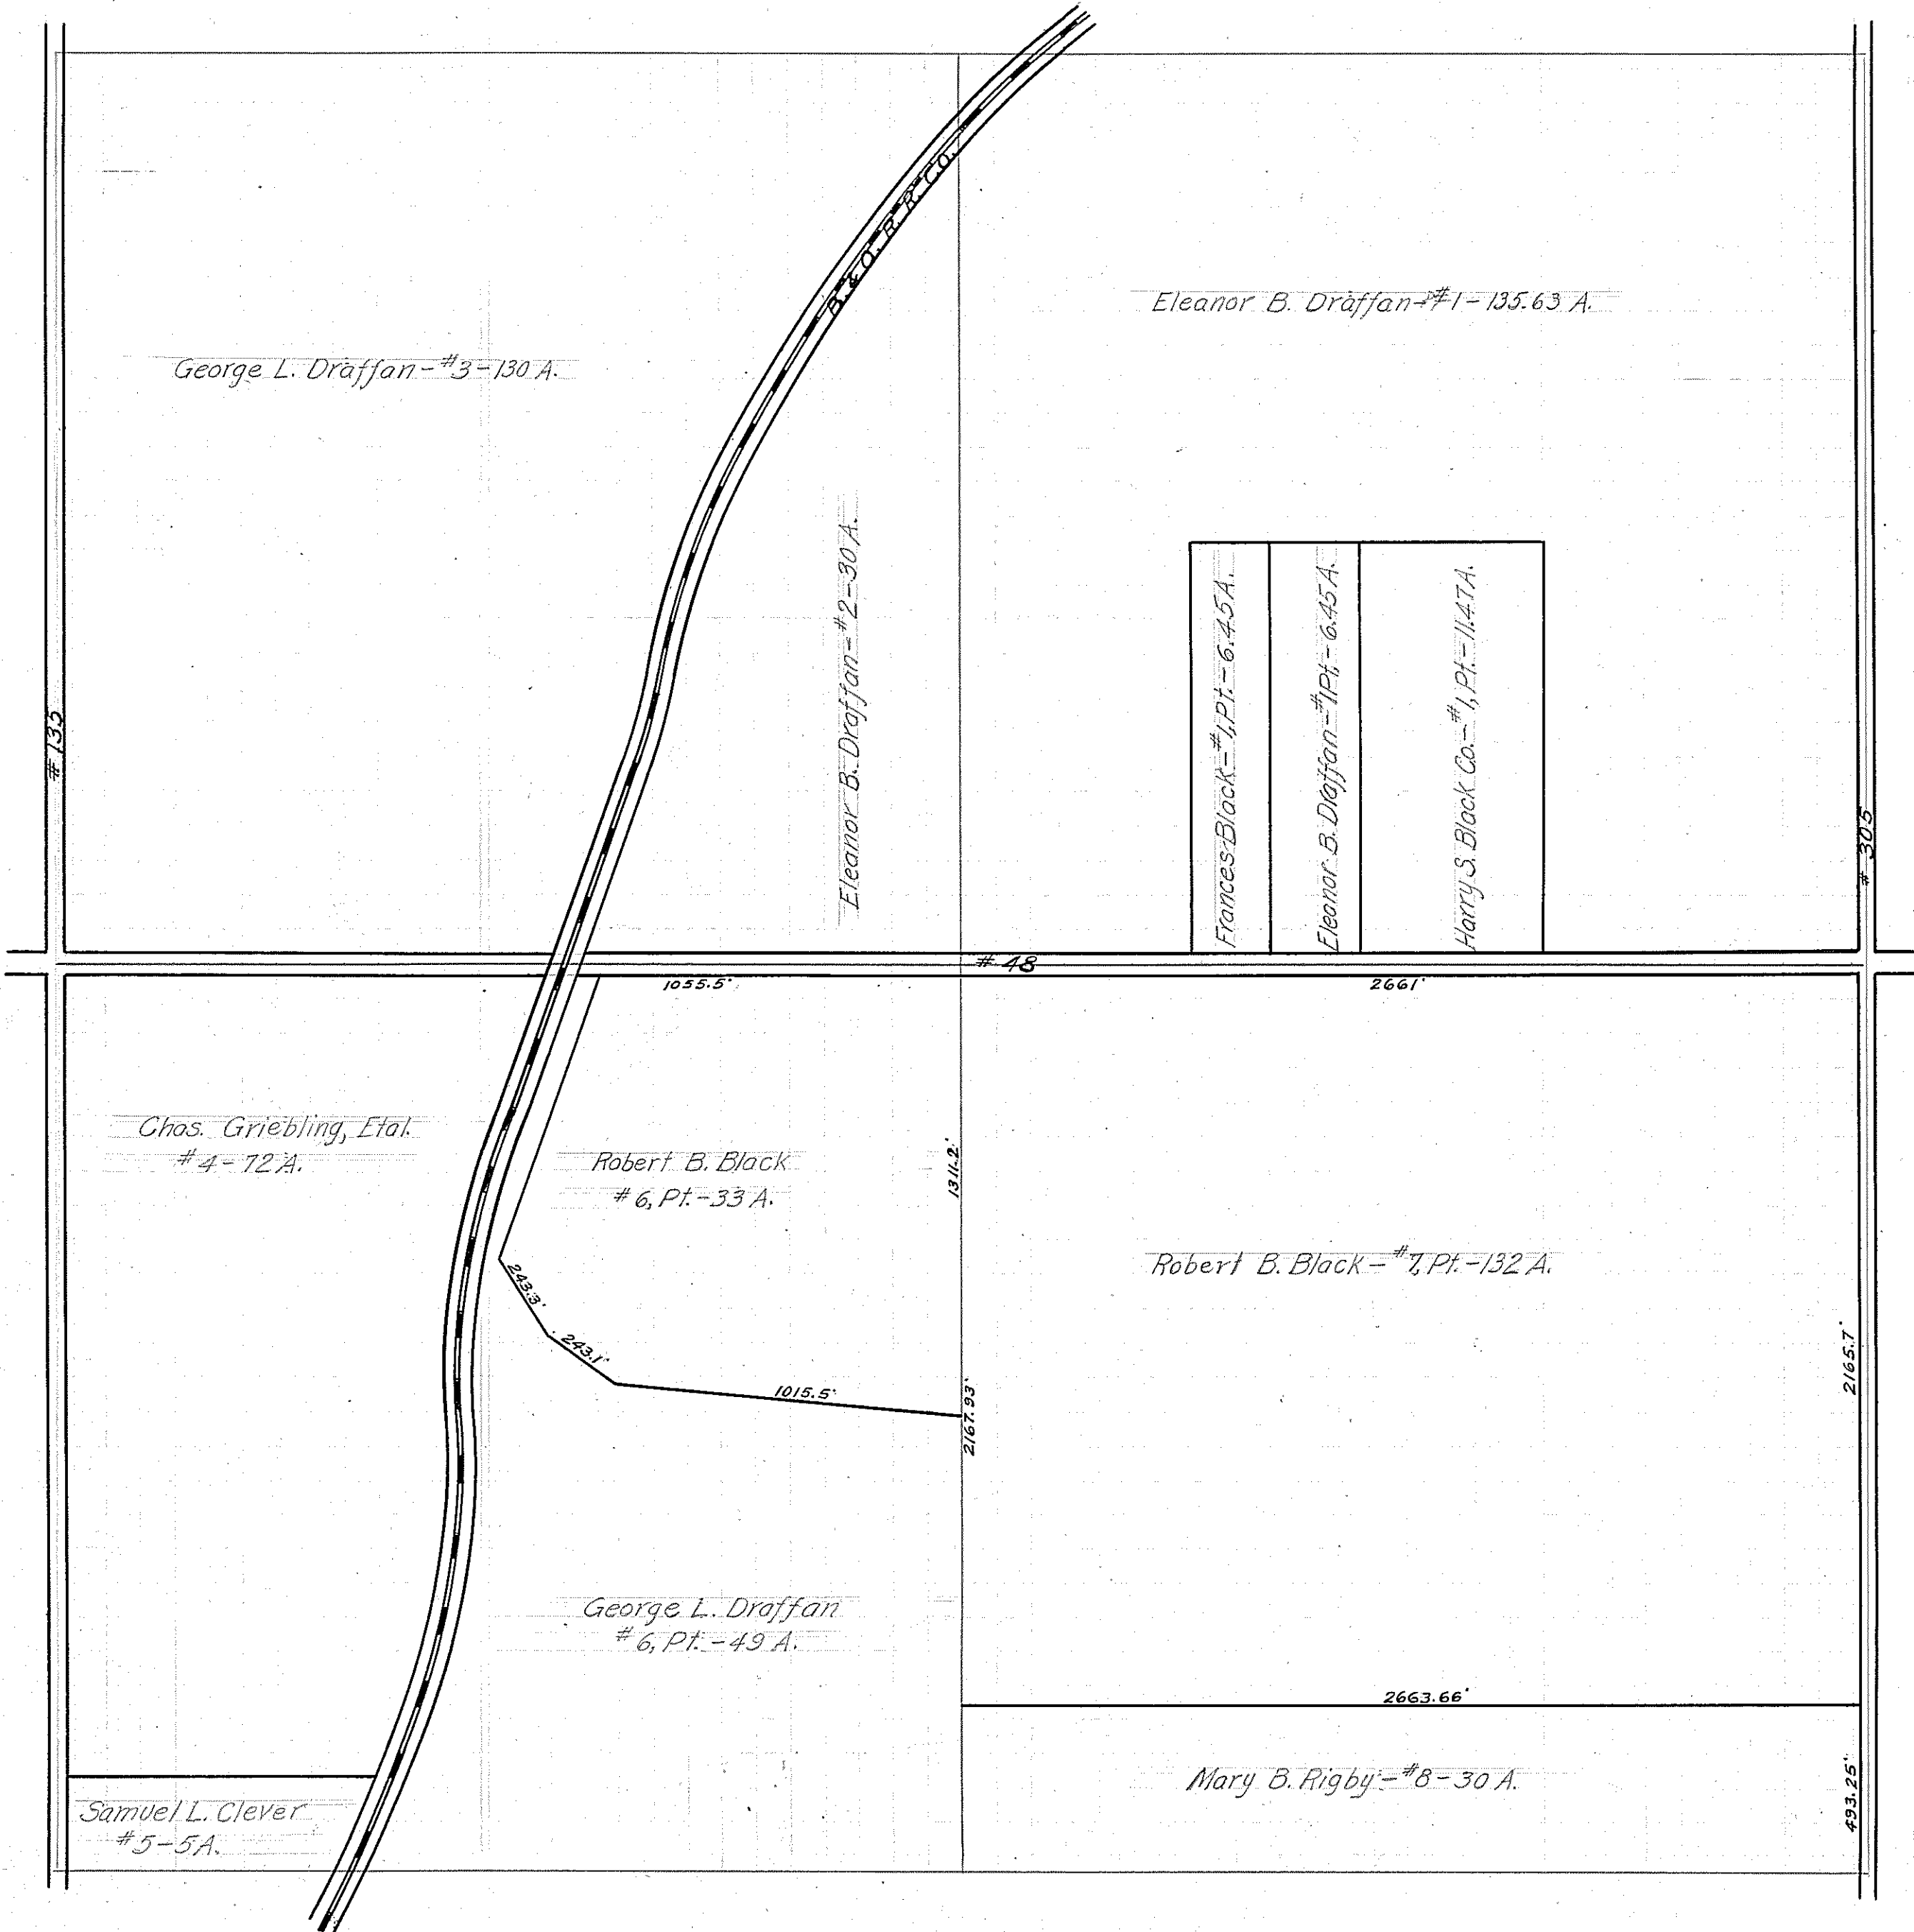 B. & O. R. R. CO.
Eleanor B. Draffan-#1-135.63 A.
George L. Draffan-#3-130 A.
Eleanor B. Draffan-#2-30 A.
Frances Black-#1, Pt.-6.45 A.
Eleanor B. Draffan-#1 Pt.-6.45 A.
Harry S. Black Co.-#1, Pt.-11.47 A.
# 133
# 305
# 48
1055.5'
2661'
Chas. Griebling, Etal.
#4-72 A.
Robert B. Black
#6, Pt.-33 A.
1311.2'
Robert B. Black-#7, Pt.-132 A.
243.3'
243.1'
1015.5'
2167.93'
2165.7'
George L. Draffan
#6, Pt.-49 A.
2663.66'
Mary B. Rigby-#8-30 A.
493.25'
Samuel L. Clever
#5-5 A.